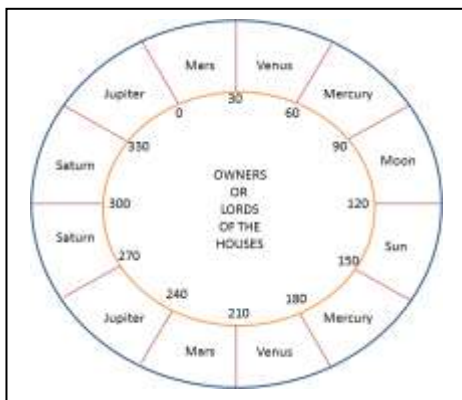 Mars
Venus
Jupiter
Mercury
0
30
60
330
90
Saturn
Moon
OWNERS
OR
LORDS
OF THE
HOUSES
300
120
Saturn
Sun
270
150
240
180
210
Jupiter
Mercury
Mars
Venus